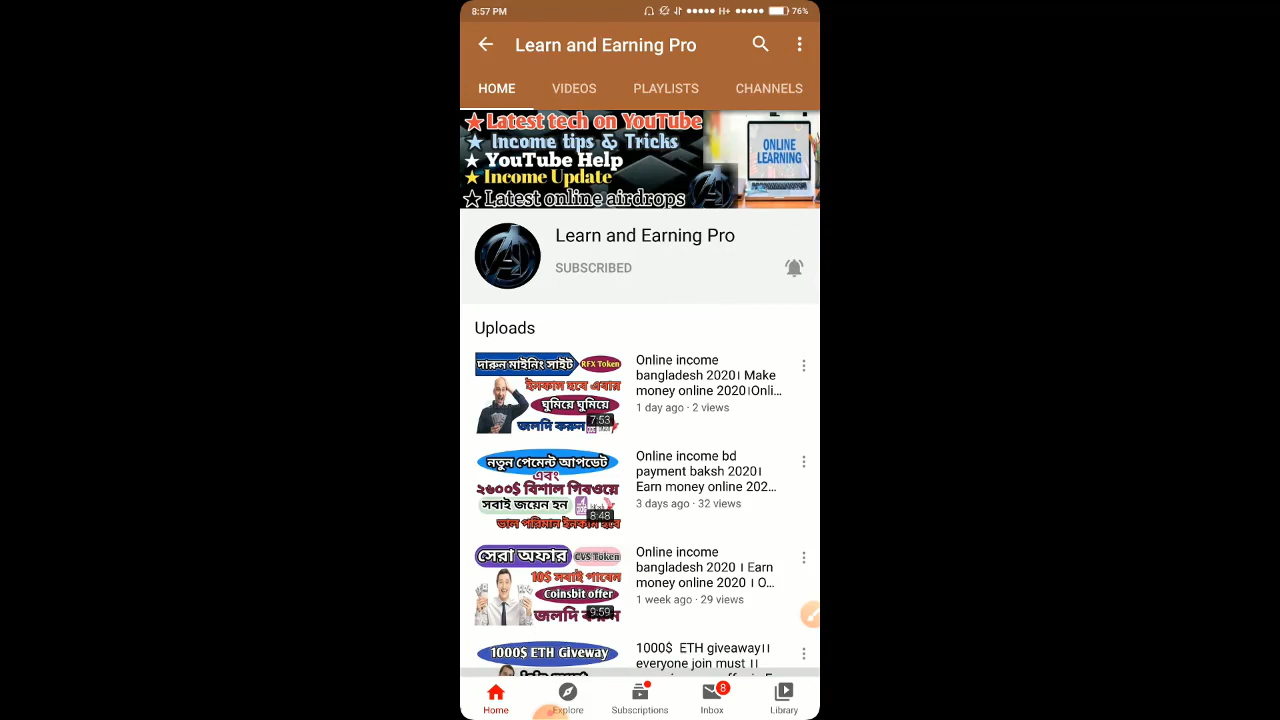 8:57 PM
H+
76%
Learn and Earning Pro
HOME
VIDEOS
PLAYLISTS
CHANNELS
Latest tech on YouTube
Income tips & Tricks
YouTube Help
Income Update
Latest online airdrops
ONLINE
LEARNING
Learn and Earning Pro
SUBSCRIBED
Uploads
দারুন মাইনিং সাইট
RFX Token
ইনকাম হবে এবার
ঘুমিয়ে ঘুমিয়ে
জলদি করুন
7:53
Online income
bangladesh 2020। Make
money online 2020।Onli...
1 day ago · 2 views
নতুন পেমেন্ট আপডেট
এবং
২৬০০$ বিশাল গিবওয়ে
সবাই জয়েন হন
ভাল পরিমান ইনকাম হবে
8:48
Online income bd
payment baksh 2020।
Earn money online 202...
3 days ago · 32 views
সেরা অফার
CVS Token
10$ সবাই পাবেন
Coinsbit offer
জলদি করুন
9:59
Online income
bangladesh 2020 । Earn
money online 2020 । O...
1 week ago · 29 views
1000$ ETH Giveway
1000$ ETH giveaway।।
everyone join must ।।
Home
Explore
Subscriptions
8
Inbox
Library